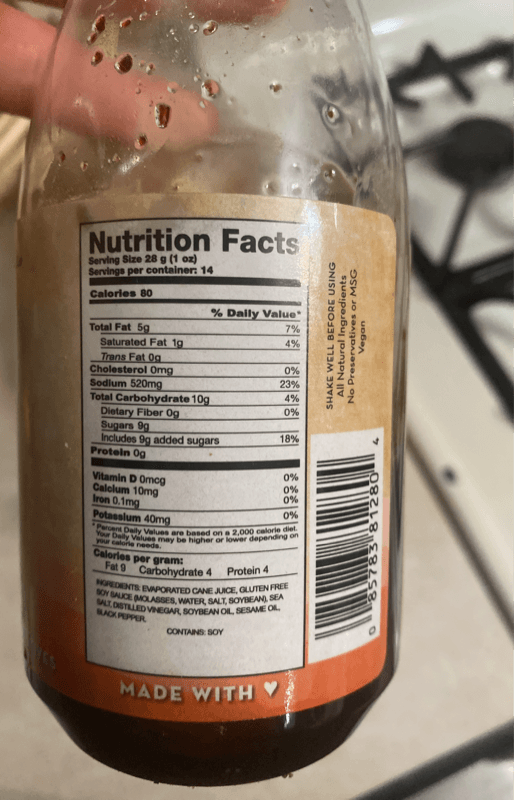 Nutrition Facts
Serving Size 28 g (1 oz)
Servings per container: 14
Calories 80
% Daily Value*
Total Fat 5g 7%
Saturated Fat 1g 4%
Trans Fat 0g
Cholesterol 0mg 0%
Sodium 520mg 23%
Total Carbohydrate 10g 4%
Dietary Fiber 0g 0%
Sugars 9g
Includes 9g added sugars 18%
Protein 0g
Vitamin D 0mcg 0%
Calcium 10mg 0%
Iron 0.1mg 0%
Potassium 40mg 0%
*Percent Daily Values are based on a 2,000 calorie diet.
Your Daily Values may be higher or lower depending on
your calorie needs.
Calories per gram:
Fat 9 Carbohydrate 4 Protein 4
INGREDIENTS: EVAPORATED CANE JUICE, GLUTEN FREE
SOY SAUCE (MOLASSES, WATER, SALT, SOYBEAN), SEA
SALT, DISTILLED VINEGAR, SOYBEAN OIL, SESAME OIL,
BLACK PEPPER.
CONTAINS: SOY
SHAKE WELL BEFORE USING
All Natural Ingredients
No Preservatives or MSG
Vegan
0 85783 81280 4
MADE WITH ♥